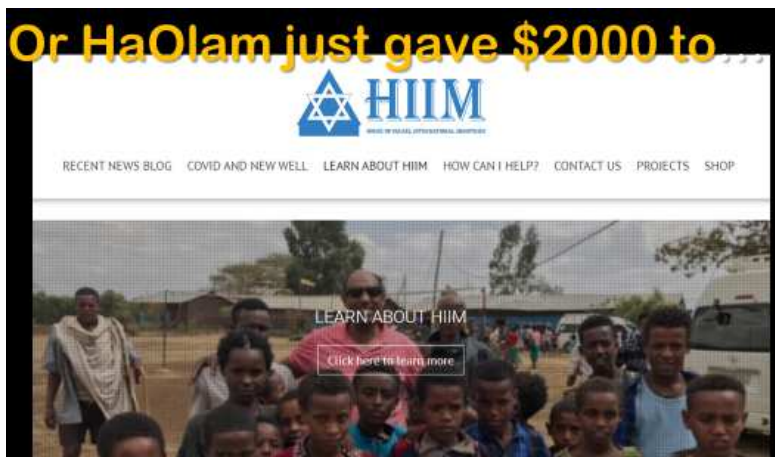 Or HaOlam just gave $2000 to...
HIIM
RECENT NEWS BLOG COVID AND NEW WELL LEARN ABOUT HIIM HOW CAN I HELP? CONTACT US PROJECTS SHOP
LEARN ABOUT HIIM
Click here to learn more